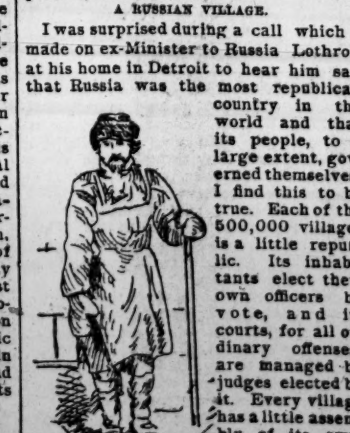 A RUSSIAN VILLAGE.
I was surprised during a call which
made on ex-Minister to Russia Lothro
at his home in Detroit to hear him sa
that Russia was the most republica
country in th
world and tha
its people, to
large extent, gov
erned themselve
I find this to b
true. Each of th
500,000 village
is a little repu
lic. Its inhab
tants elect the
own officers b
vote, and i
courts, for all o
dinary offense
are managed b
judges elected b
it. Every villag
has a little assem